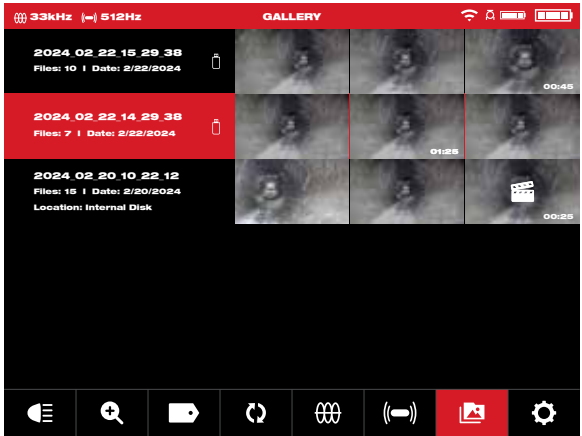 33kHz 512Hz GALLERY
2024_02_22_15_29_38
Files: 10 I Date: 2/22/2024
00:45
2024_02_22_14_29_38
Files: 7 I Date: 2/22/2024
01:25
2024_02_20_10_22_12
Files: 15 I Date: 2/20/2024
Location: Internal Disk
00:25